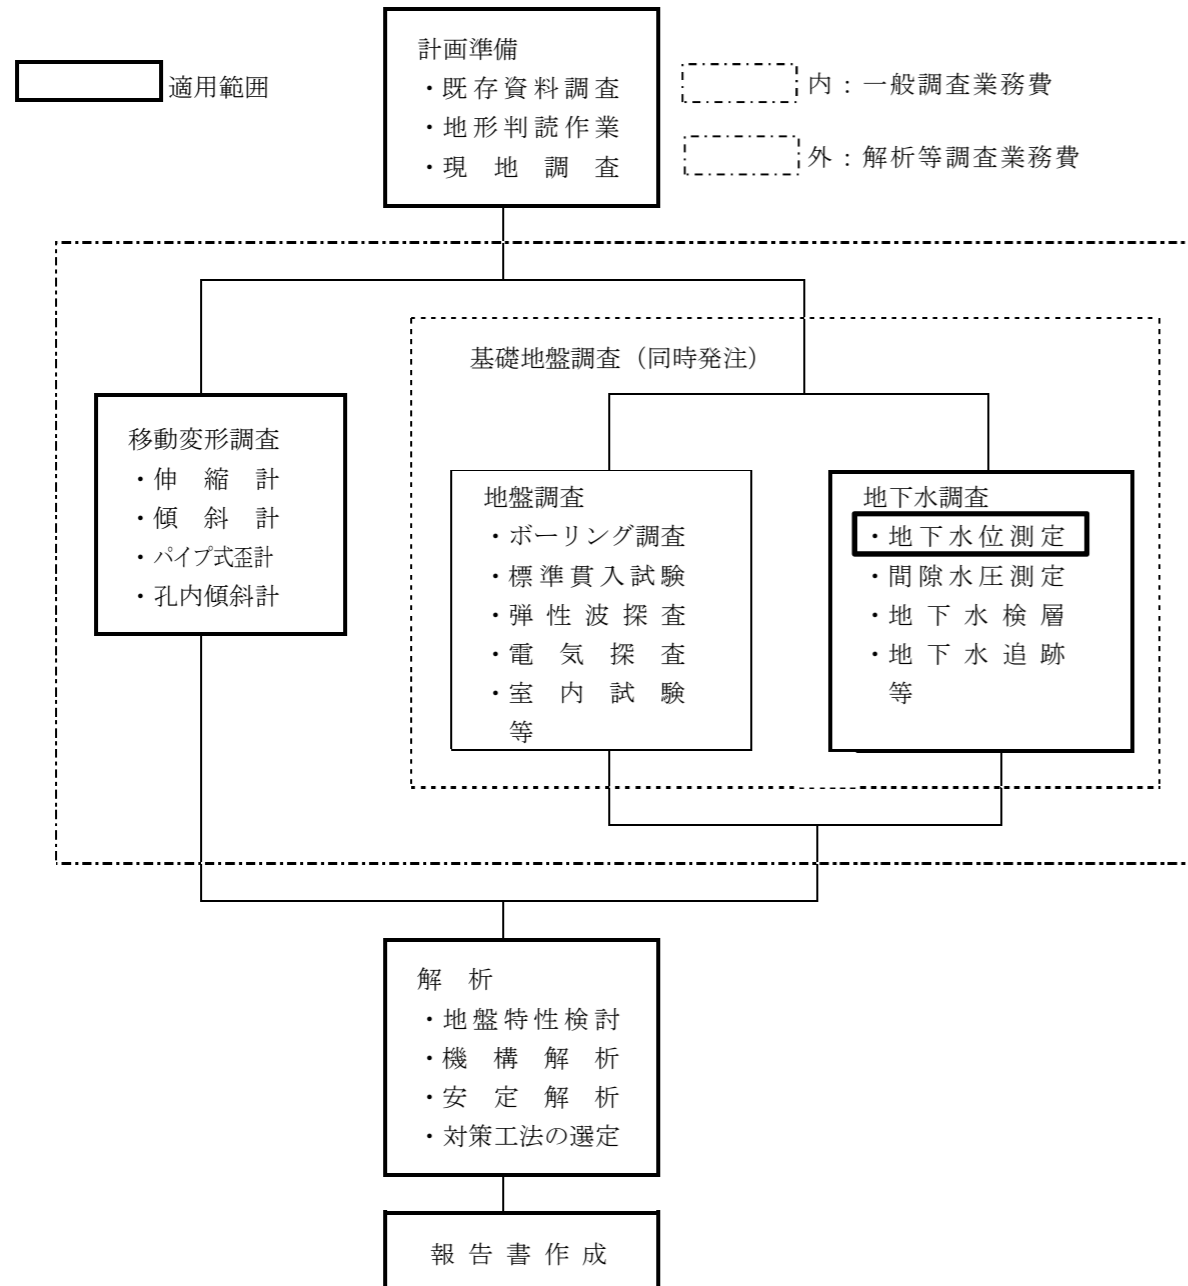 適用範囲
計画準備
・既存資料調査
・地形判読作業
・現地調査
内：一般調査業務費
外：解析等調査業務費
基礎地盤調査（同時発注）
移動変形調査
・伸縮計
・傾斜計
・パイプ式歪計
・孔内傾斜計
地盤調査
・ボーリング調査
・標準貫入試験
・弾性波探査
・電気探査
・室内試験
等
地下水調査
・地下水位測定
・間隙水圧測定
・地下水検層
・地下水追跡
等
解析
・地盤特性検討
・機構解析
・安定解析
・対策工法の選定
報告書作成